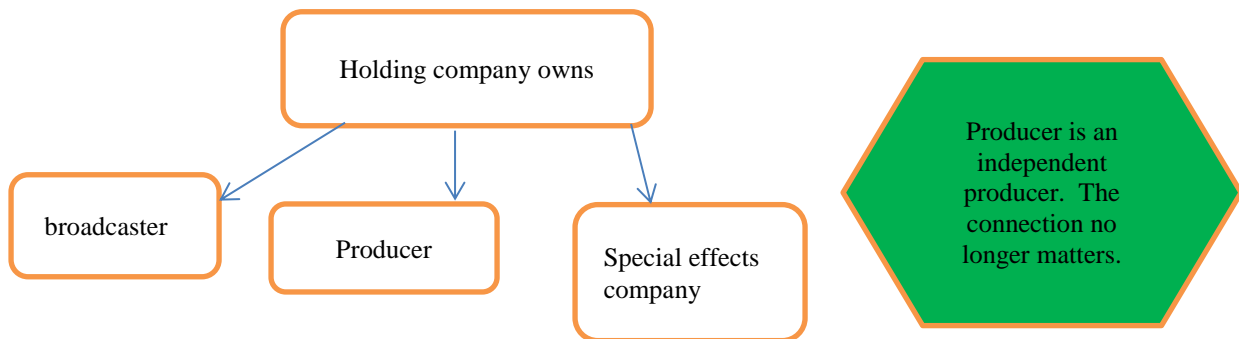 Holding company owns
broadcaster
Producer
Special effects
company
Producer is an
independent
producer.  The
connection no
longer matters.